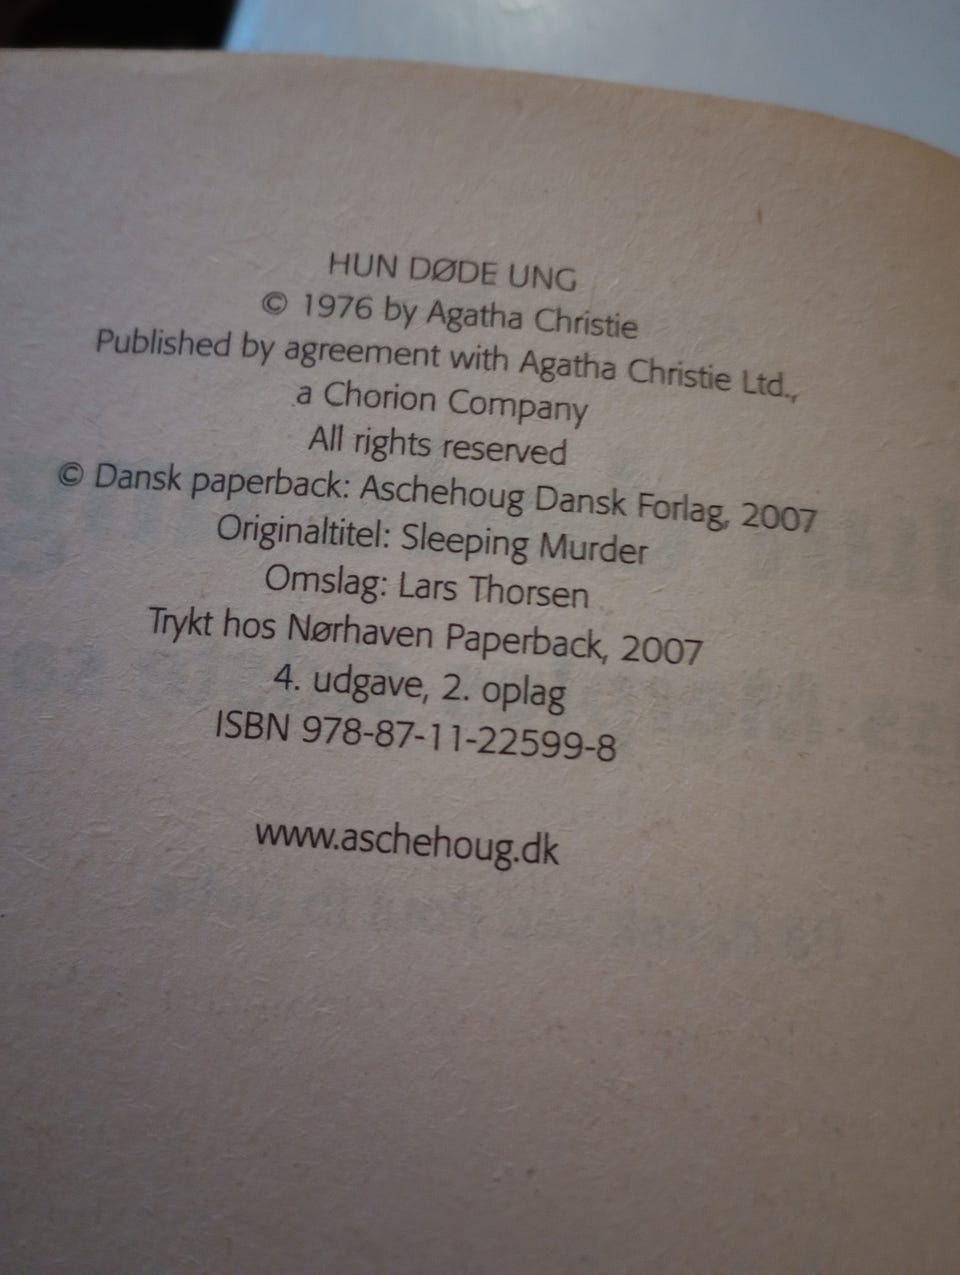 HUN DØDE UNG
© 1976 by Agatha Christie
Published by agreement with Agatha Christie Ltd.,
a Chorion Company
All rights reserved
© Dansk paperback: Aschehoug Dansk Forlag, 2007
Originaltitel: Sleeping Murder
Omslag: Lars Thorsen
Trykt hos Nørhaven Paperback, 2007
4. udgave, 2. oplag
ISBN 978-87-11-22599-8
www.aschehoug.dk